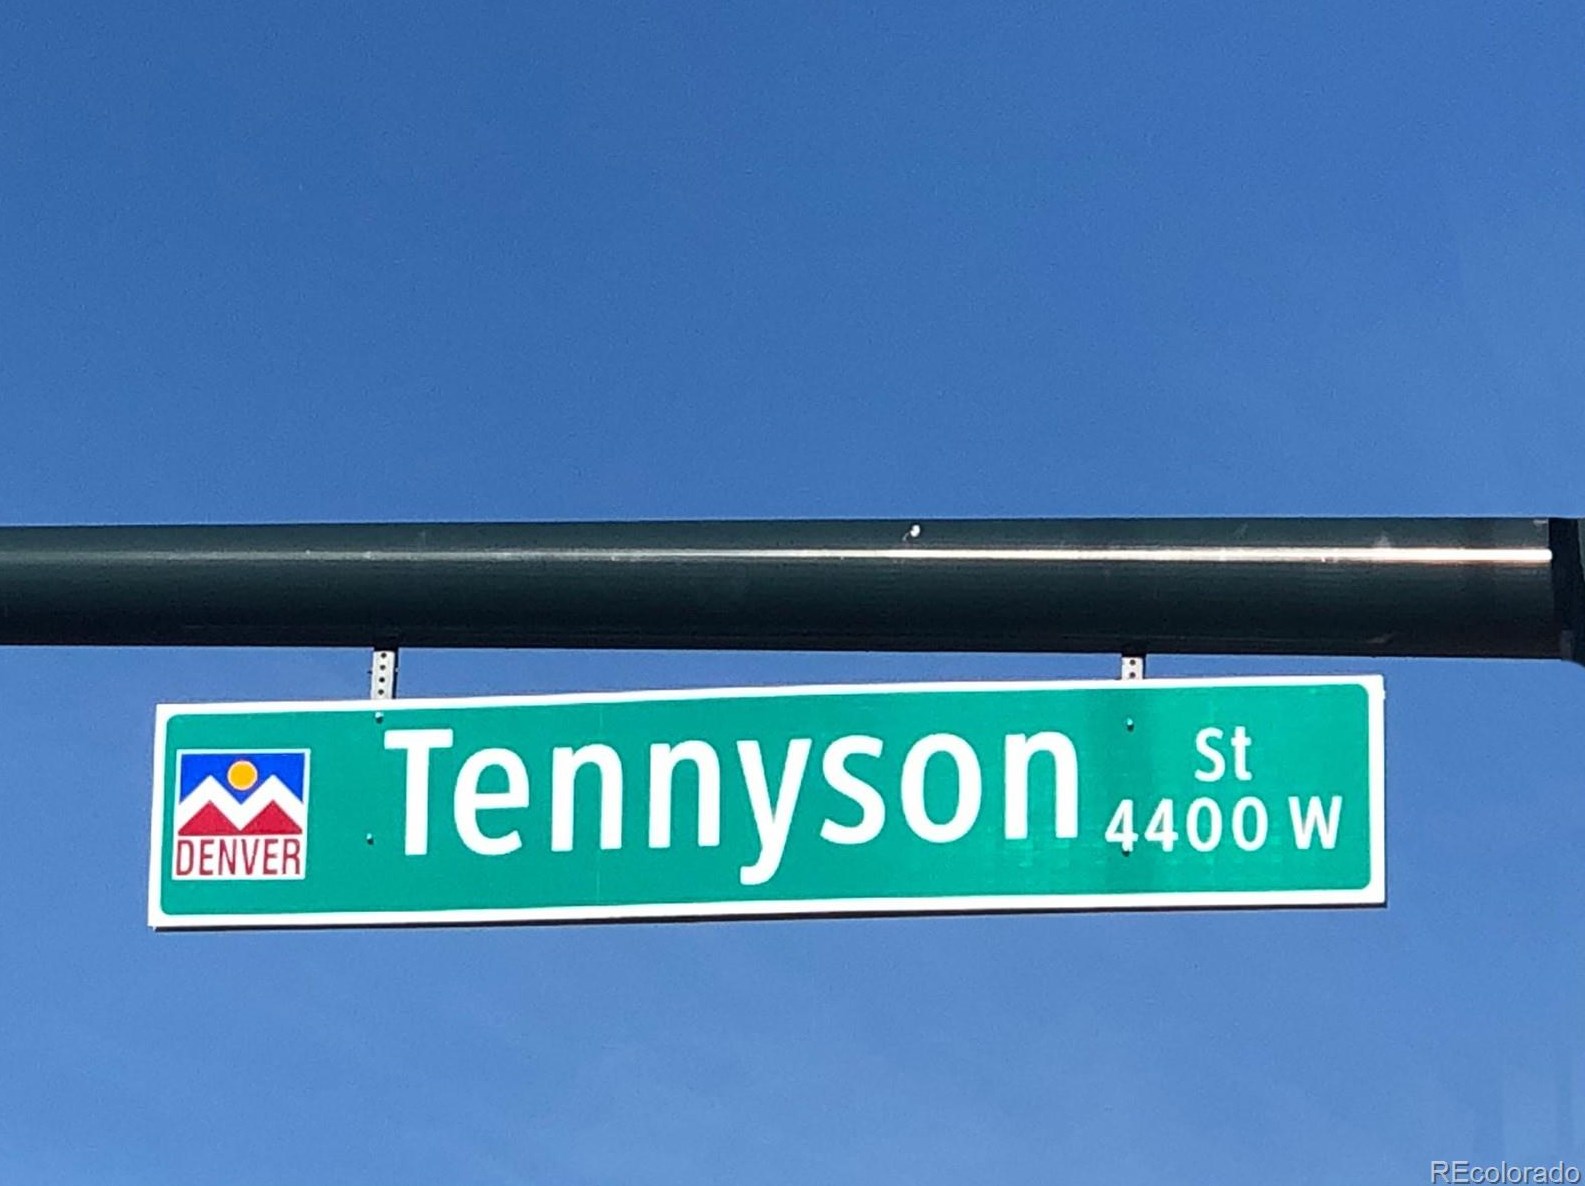 DENVER
Tennyson St
4400 W
REcolorado